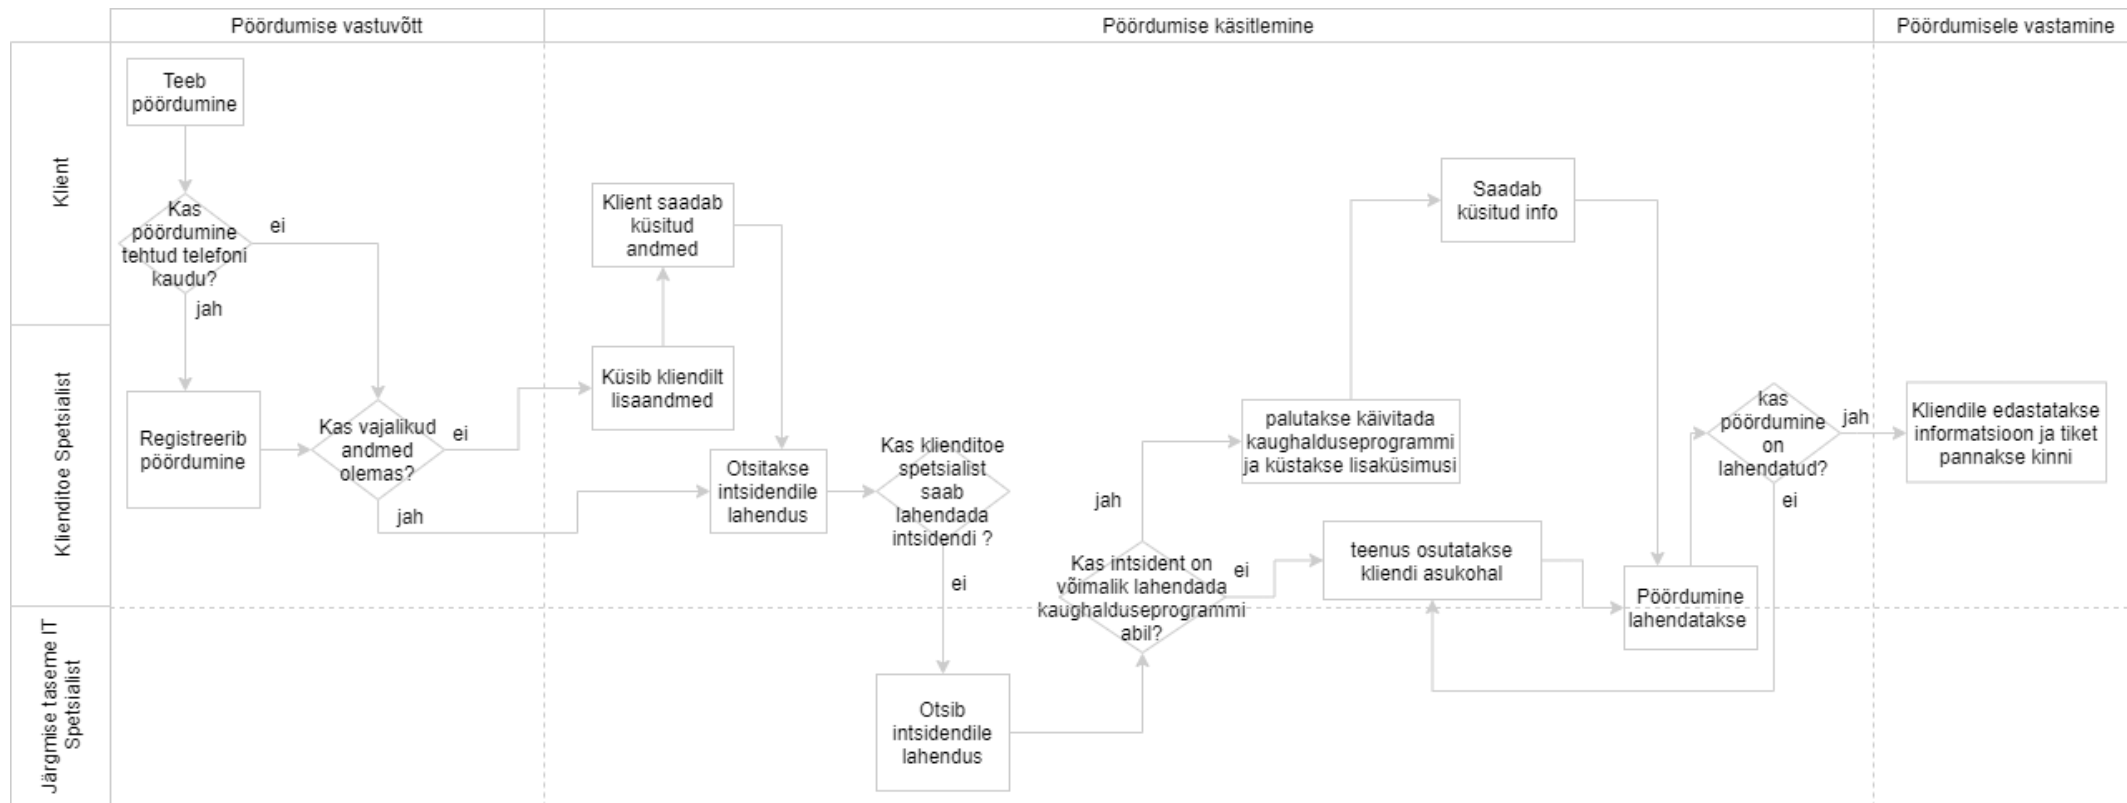 Pöördumise vastuvõtt
Pöördumise käsitlemine
Pöördumisele vastamine
Klient
Teeb
pöördumine
Kas
pöördumine
tehtud telefoni
kaudu?
ei
jah
Klient saadab
küsitud
andmed
Saadab
küsitud info
Klienditoe Spetsialist
Registreerib
pöördumine
Kas vajalikud
andmed
olemas?
ei
jah
Küsib kliendilt
lisaandmed
Otsitakse
intsidendile
lahendus
Kas klienditoe
spetsialist
saab
lahendada
intsidendi ?
ei
Kas intsident on
võimalik lahendada
kaughalduseprogrammi
abil?
jah
ei
palutakse käivitada
kaughalduseprogrammi
ja küstakse lisaküsimusi
teenus osutatakse
kliendi asukohal
Pöördumine
lahendatakse
kas
pöördumine
on
lahendatud?
jah
ei
Kliendile edastatakse
informatsioon ja tiket
pannakse kinni
Järgmise taseme IT
Spetsialist
Otsib
intsidendile
lahendus